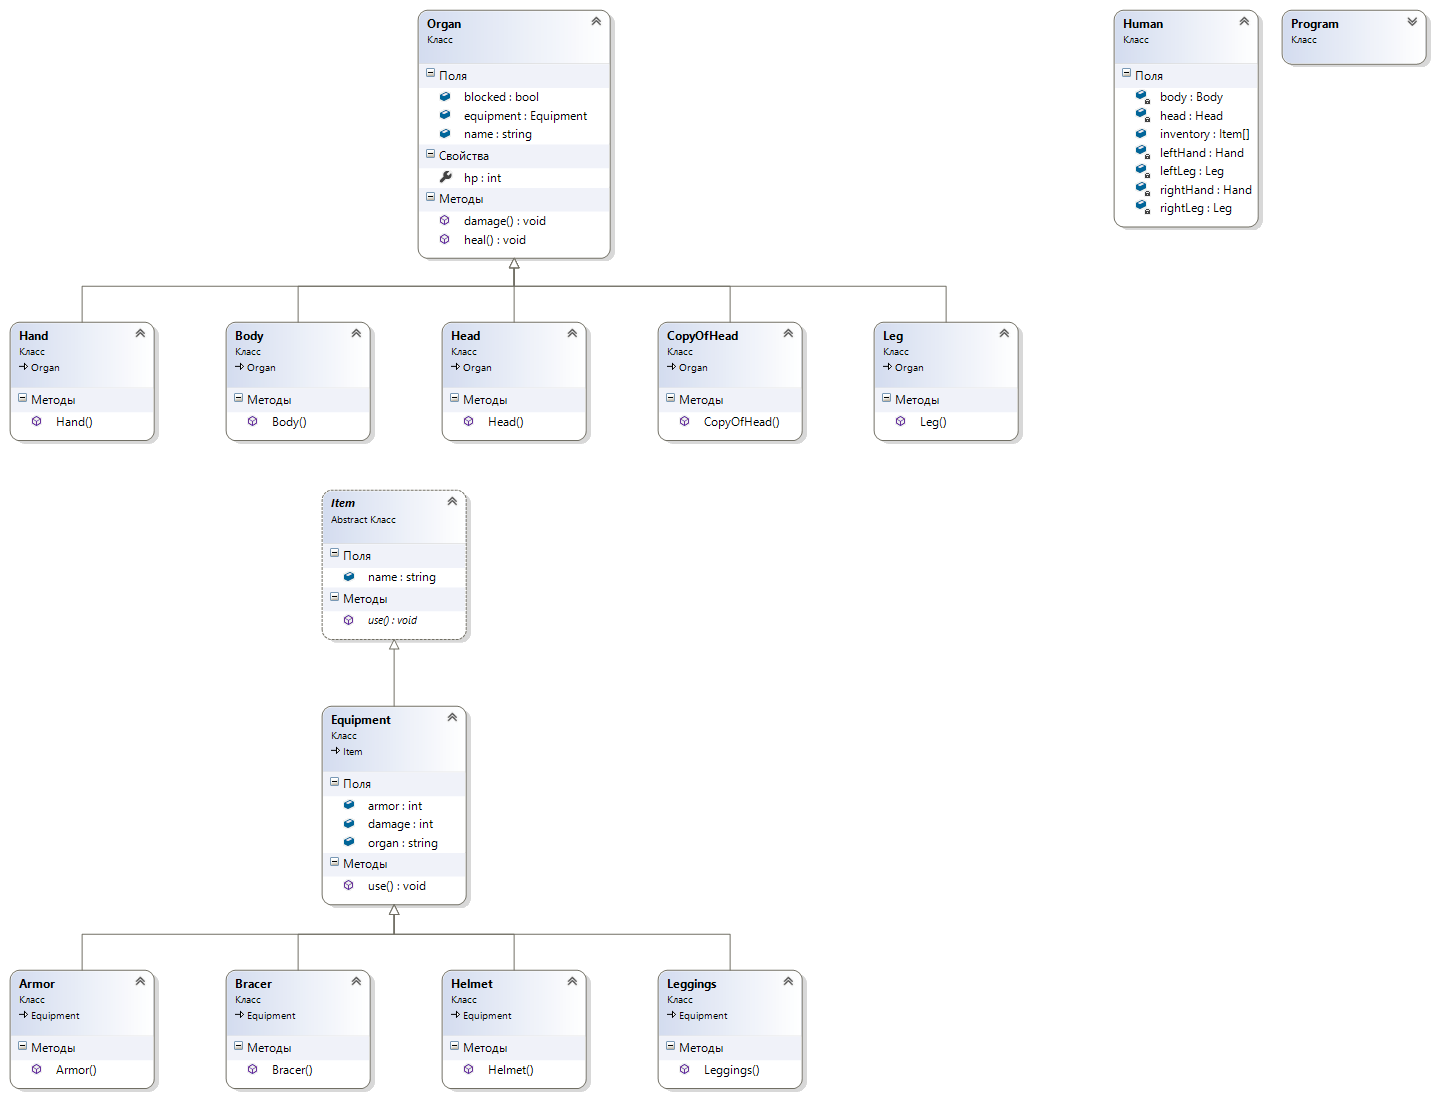 Organ
Класс
Поля
blocked : bool
equipment : Equipment
name : string
Свойства
hp : int
Методы
damage() : void
heal() : void
Human
Класс
Поля
body : Body
head : Head
inventory : Item[]
leftHand : Hand
leftLeg : Leg
rightHand : Hand
rightLeg : Leg
Program
Класс
Hand
Класс
Organ
Методы
Hand()
Body
Класс
Organ
Методы
Body()
Head
Класс
Organ
Методы
Head()
CopyOfHead
Класс
Organ
Методы
CopyOfHead()
Leg
Класс
Organ
Методы
Leg()
Item
Abstract Класс
Поля
name : string
Методы
use() : void
Equipment
Класс
Item
Поля
armor : int
damage : int
organ : string
Методы
use() : void
Armor
Класс
Equipment
Методы
Armor()
Bracer
Класс
Equipment
Методы
Bracer()
Helmet
Класс
Equipment
Методы
Helmet()
Leggings
Класс
Equipment
Методы
Leggings()